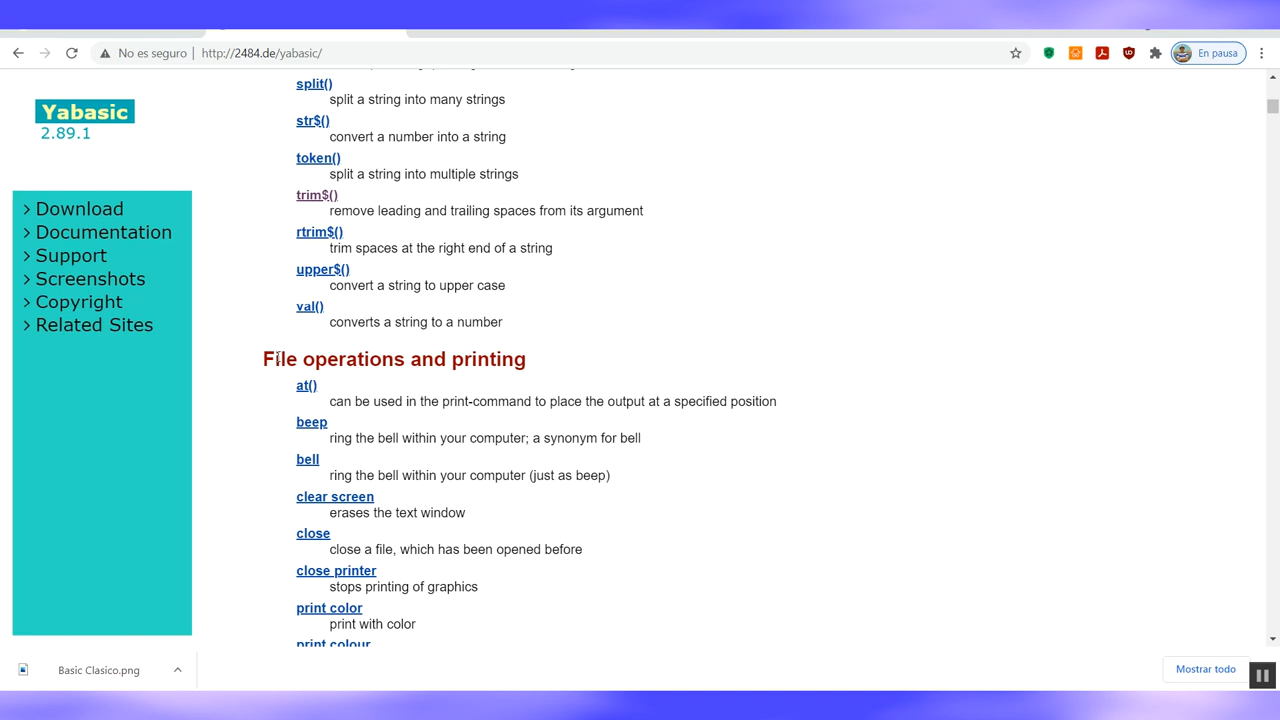 No es seguro
http://2484.de/yabasic/
En pausa
Yabasic
2.89.1
> Download
> Documentation
> Support
> Screenshots
> Copyright
> Related Sites
split()
split a string into many strings
str$()
convert a number into a string
token()
split a string into multiple strings
trim$()
remove leading and trailing spaces from its argument
rtrim$()
trim spaces at the right end of a string
upper$()
convert a string to upper case
val()
converts a string to a number
File operations and printing
at()
can be used in the print-command to place the output at a specified position
beep
ring the bell within your computer; a synonym for bell
bell
ring the bell within your computer (just as beep)
clear screen
erases the text window
close
close a file, which has been opened before
close printer
stops printing of graphics
print color
print with color
print colour
Basic Clasico.png
Mostrar todo